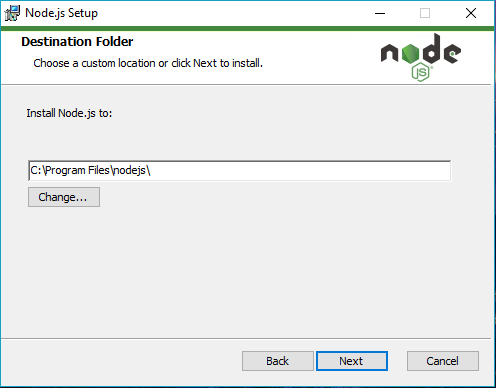 Node.js Setup
Destination Folder
Choose a custom location or click Next to install.
node
JS
Install Node.js to:
C:\Program Files\nodejs\
Change...
Back
Next
Cancel